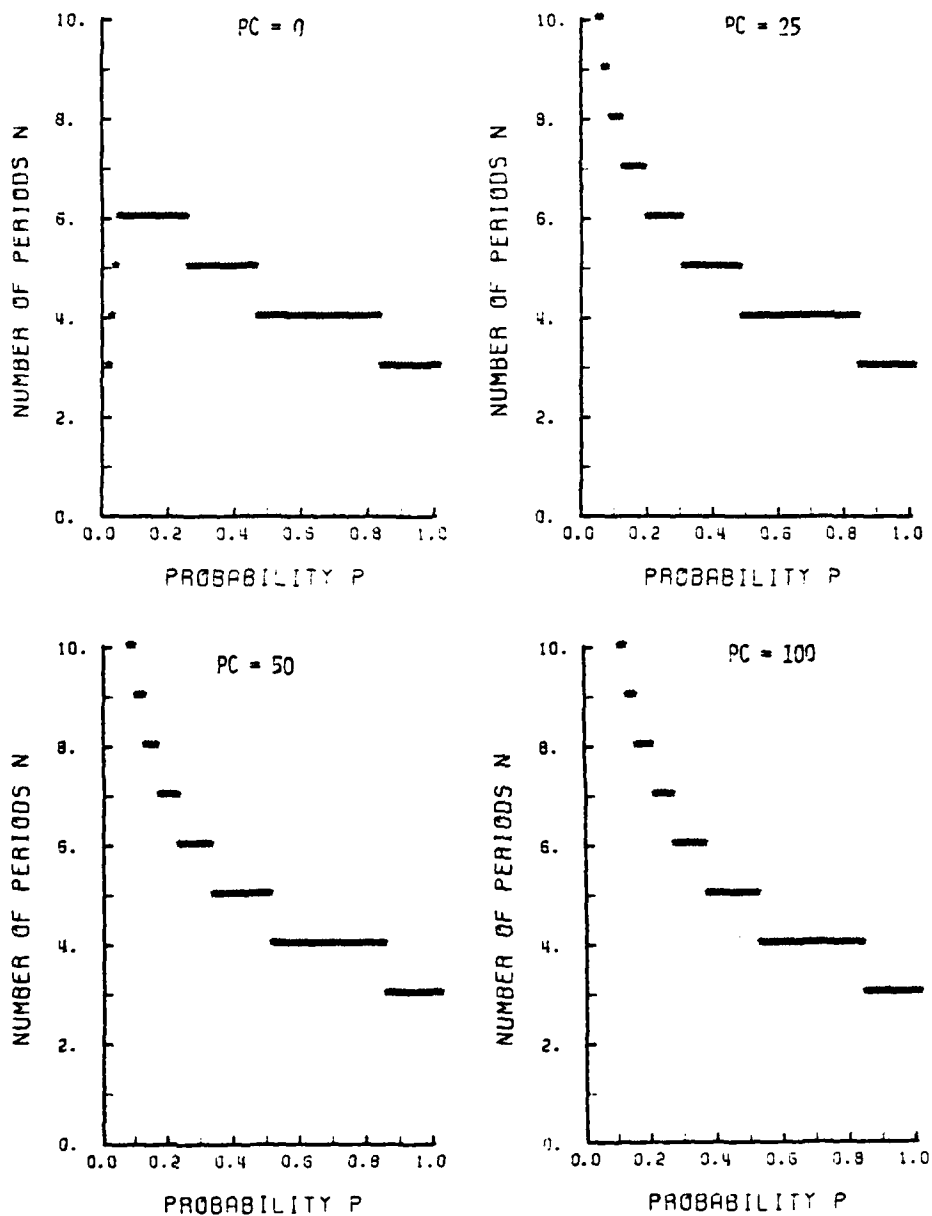 PC = 0
10.
8.
6.
4.
2.
0.
NUMBER OF PERIODS N
0.0 0.2 0.4 0.6 0.8 1.0
PROBABILITY P
PC = 25
10.
8.
6.
4.
2.
0.
NUMBER OF PERIODS N
0.0 0.2 0.4 0.6 0.8 1.0
PROBABILITY P
PC = 50
10.
8.
6.
4.
2.
0.
NUMBER OF PERIODS N
0.0 0.2 0.4 0.6 0.8 1.0
PROBABILITY P
PC = 100
10.
8.
6.
4.
2.
0.
NUMBER OF PERIODS N
0.0 0.2 0.4 0.6 0.8 1.0
PROBABILITY P